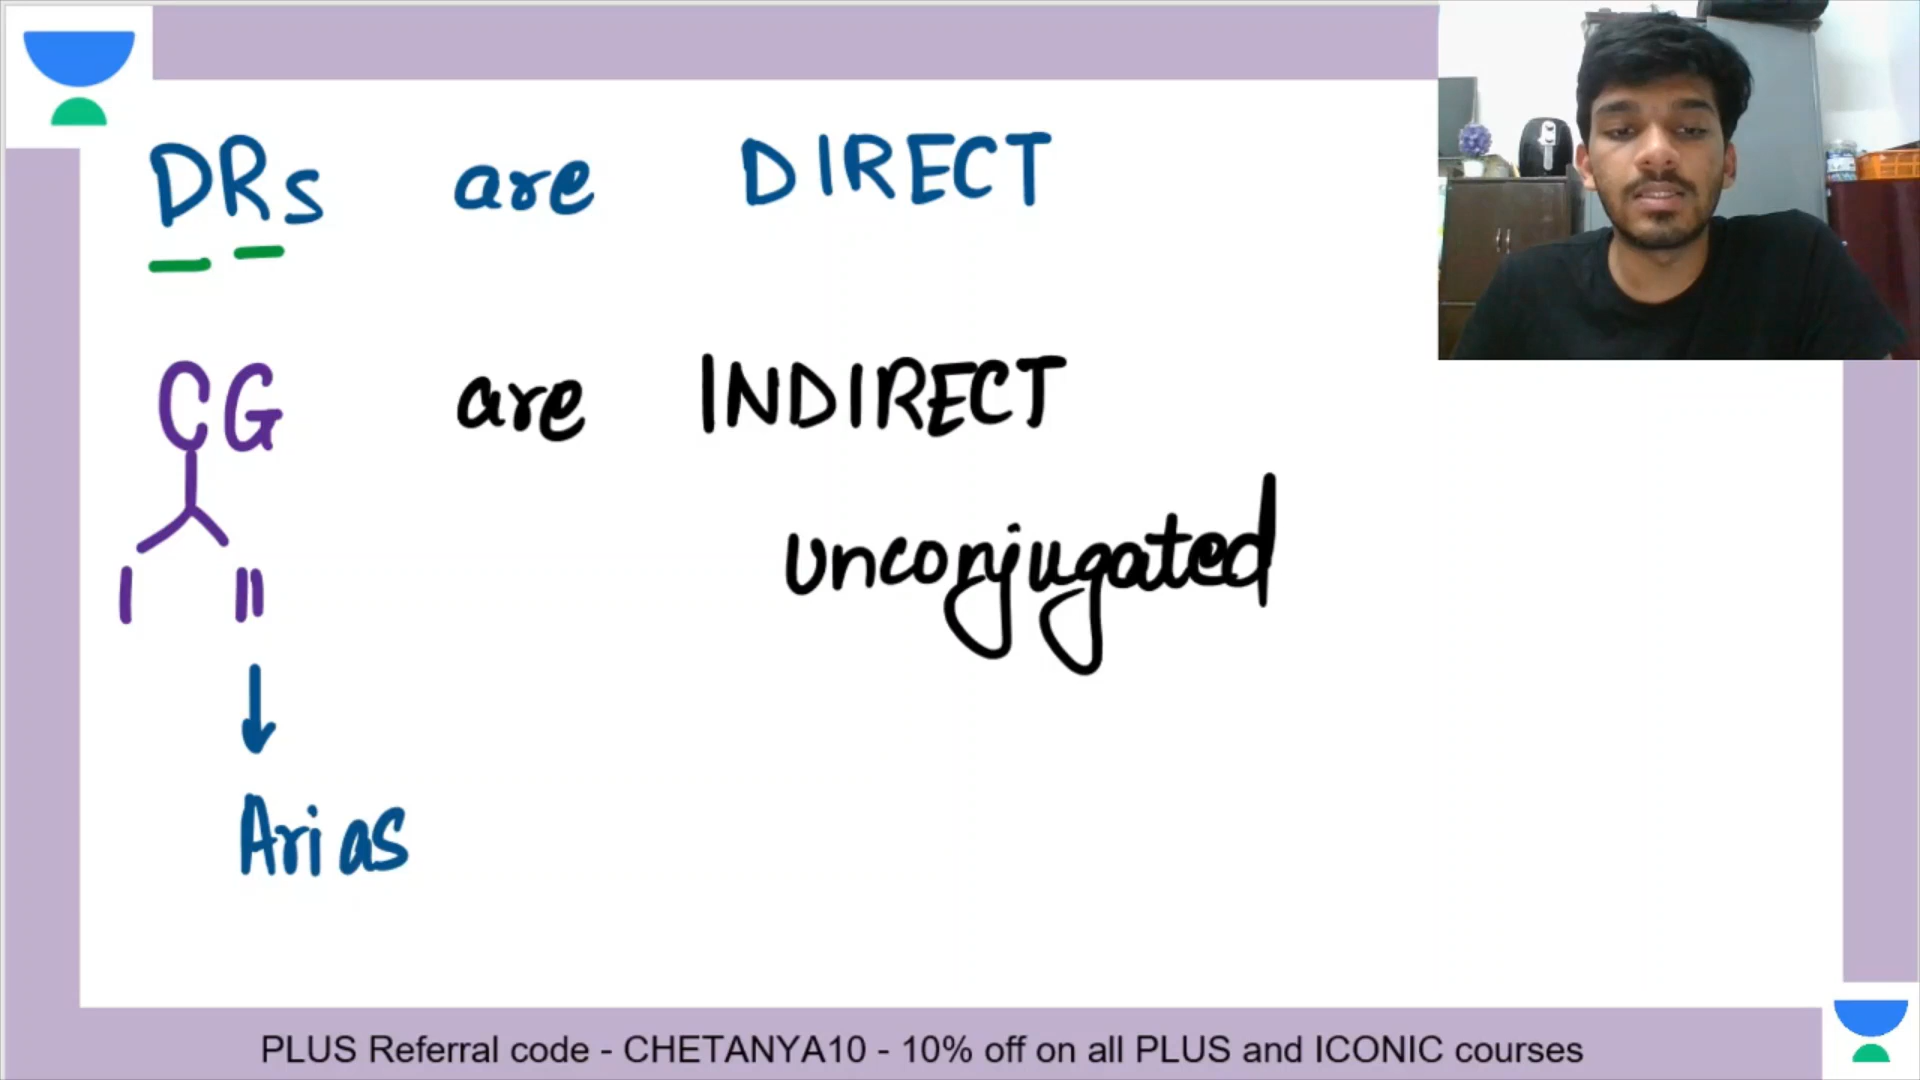 DRs are DIRECT
CG are INDIRECT
unconjugated
I II
Arias
PLUS Referral code - CHETANYA10 - 10% off on all PLUS and ICONIC courses